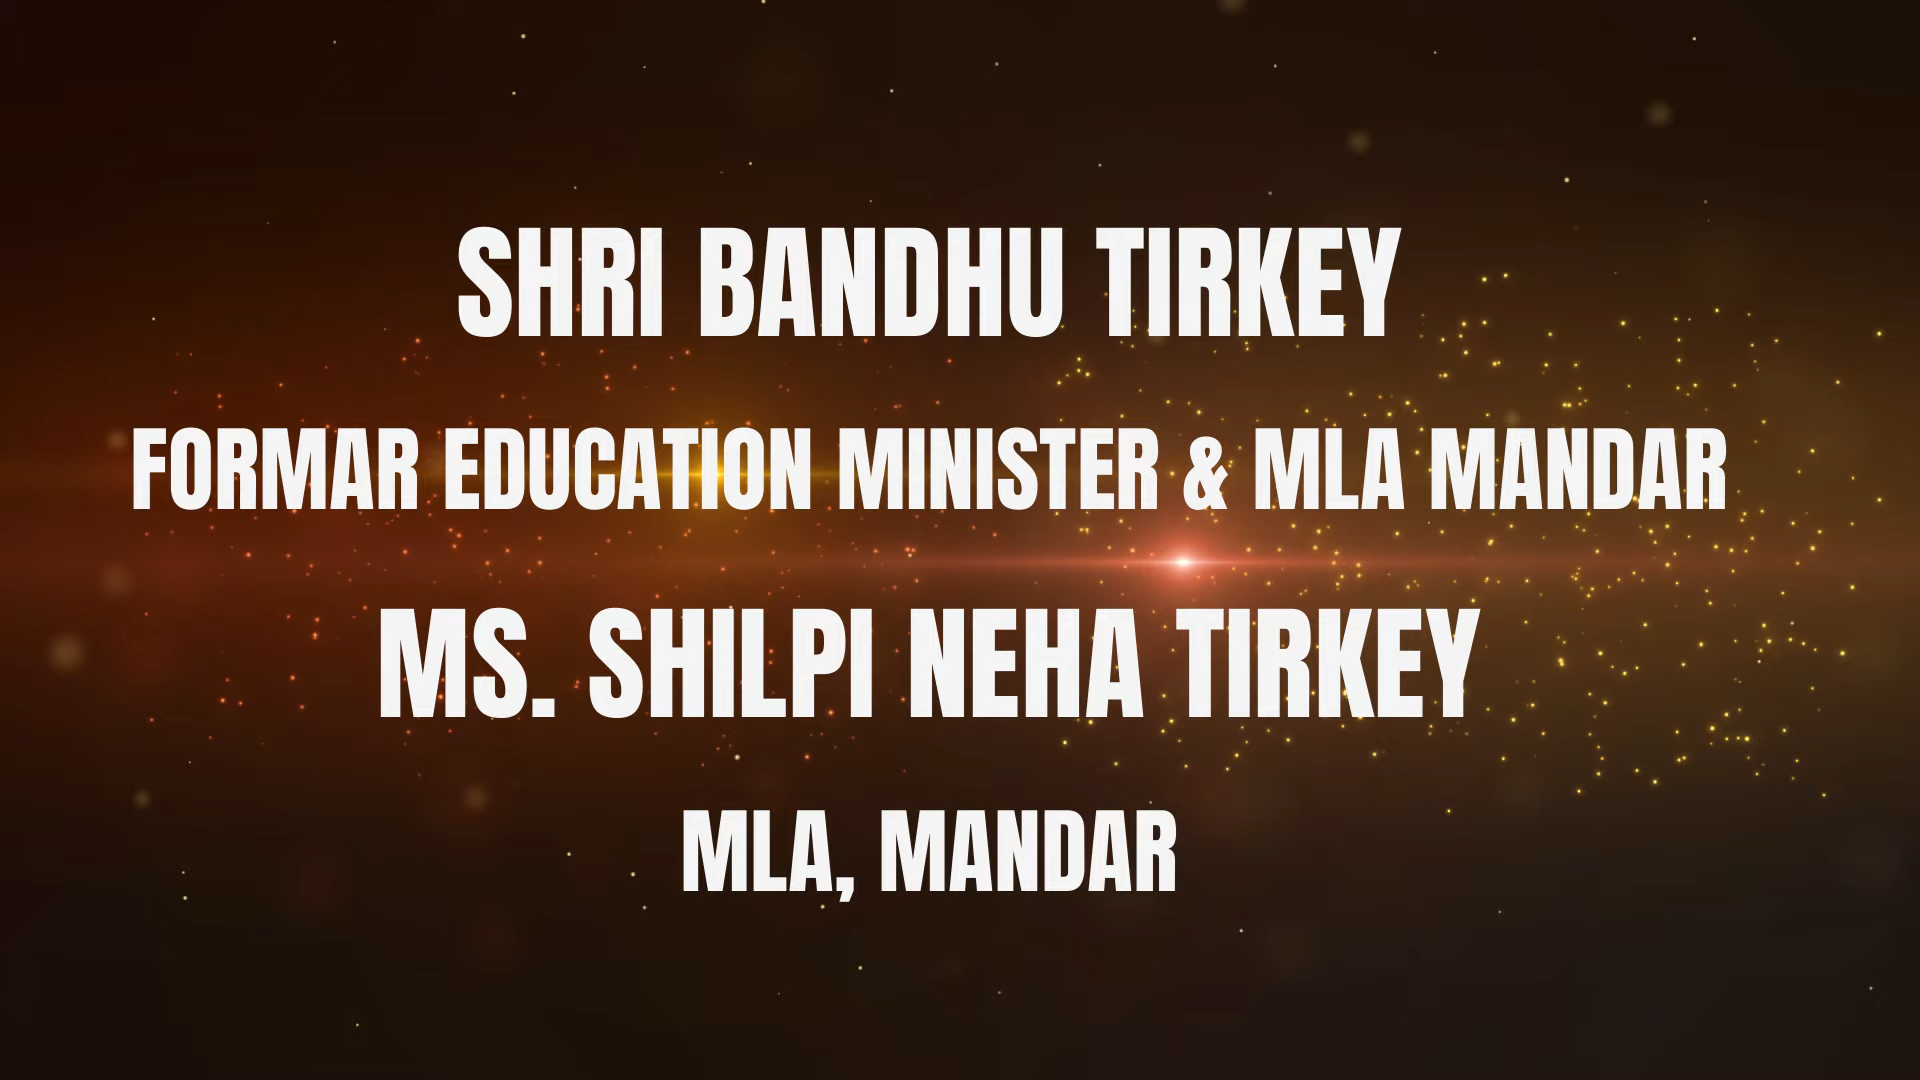 SHRI BANDHU TIRKEY
FORMAR EDUCATION MINISTER & MLA MANDAR
MS. SHILPI NEHA TIRKEY
MLA, MANDAR